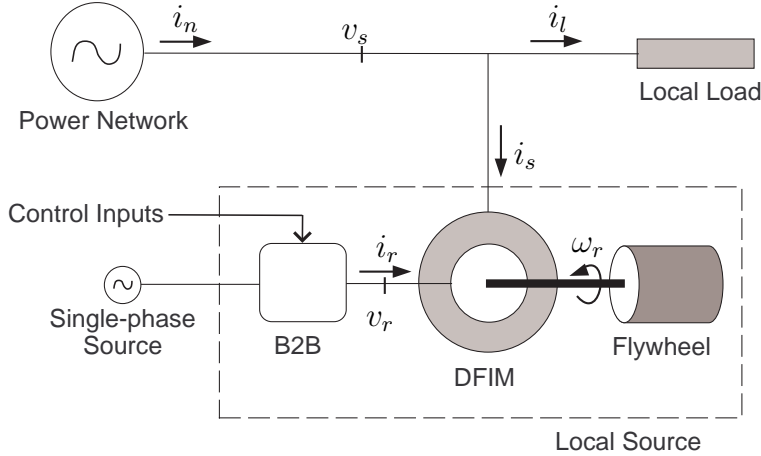 i_n
v_s
i_l
Power Network
Local Load
i_s
Control Inputs
i_r
ω_r
v_r
Single-phase
Source
B2B
Flywheel
DFIM
Local Source